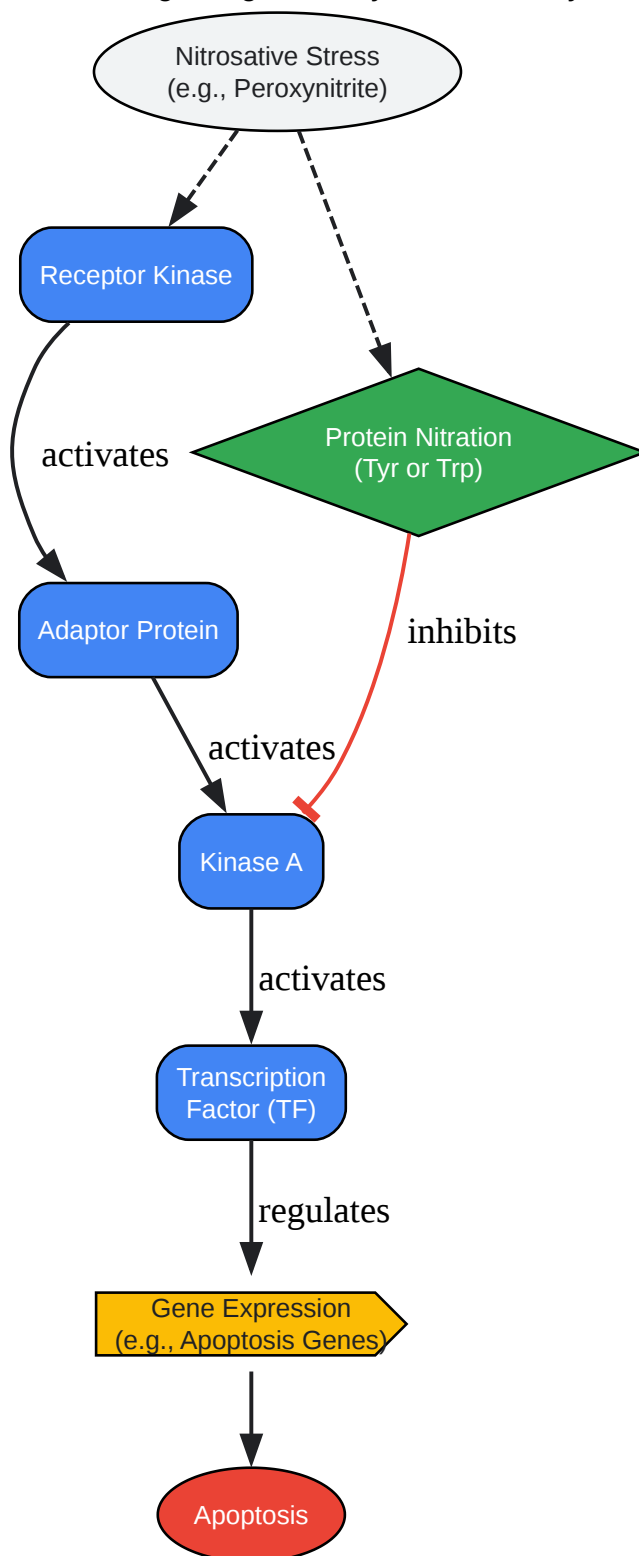 Nitrosative Stress
(e.g., Peroxynitrite)
Receptor Kinase
activates
Protein Nitration
(Tyr or Trp)
Adaptor Protein
inhibits
activates
Kinase A
activates
Transcription
Factor (TF)
regulates
Gene Expression
(e.g., Apoptosis Genes)
Apoptosis